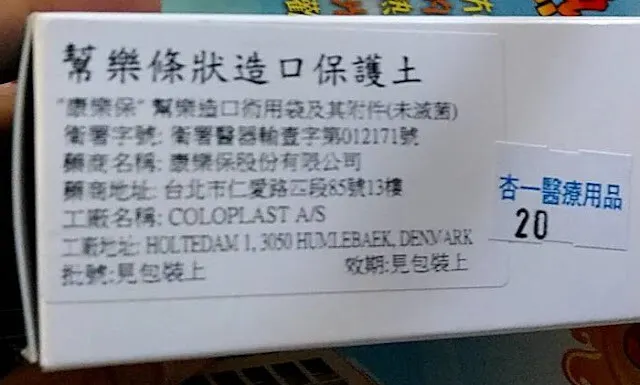 幫樂條狀造口保護土
"康樂保" 幫樂造口術用袋及其附件(未滅菌)
衛署字號: 衛署醫器輸壹字第012171號
藥商名稱: 康樂保股份有限公司
藥商地址: 台北市仁愛路二段85號13樓
工廠名稱: COLOPLAST A/S
工廠地址: HOLTEDAM 1, 3050 HUMLEBAEK, DENMARK
批號:見包裝上 效期:見包裝上
杏一醫療用品
20